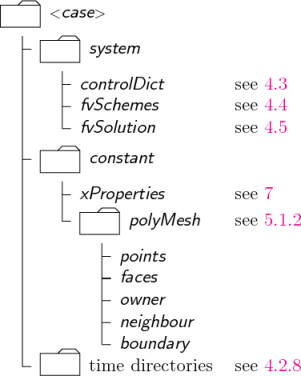 <case>
system
controlDict see 4.3
fvSchemes see 4.4
fvSolution see 4.5
constant
xProperties see 7
polyMesh see 5.1.2
points
faces
owner
neighbour
boundary
time directories see 4.2.8